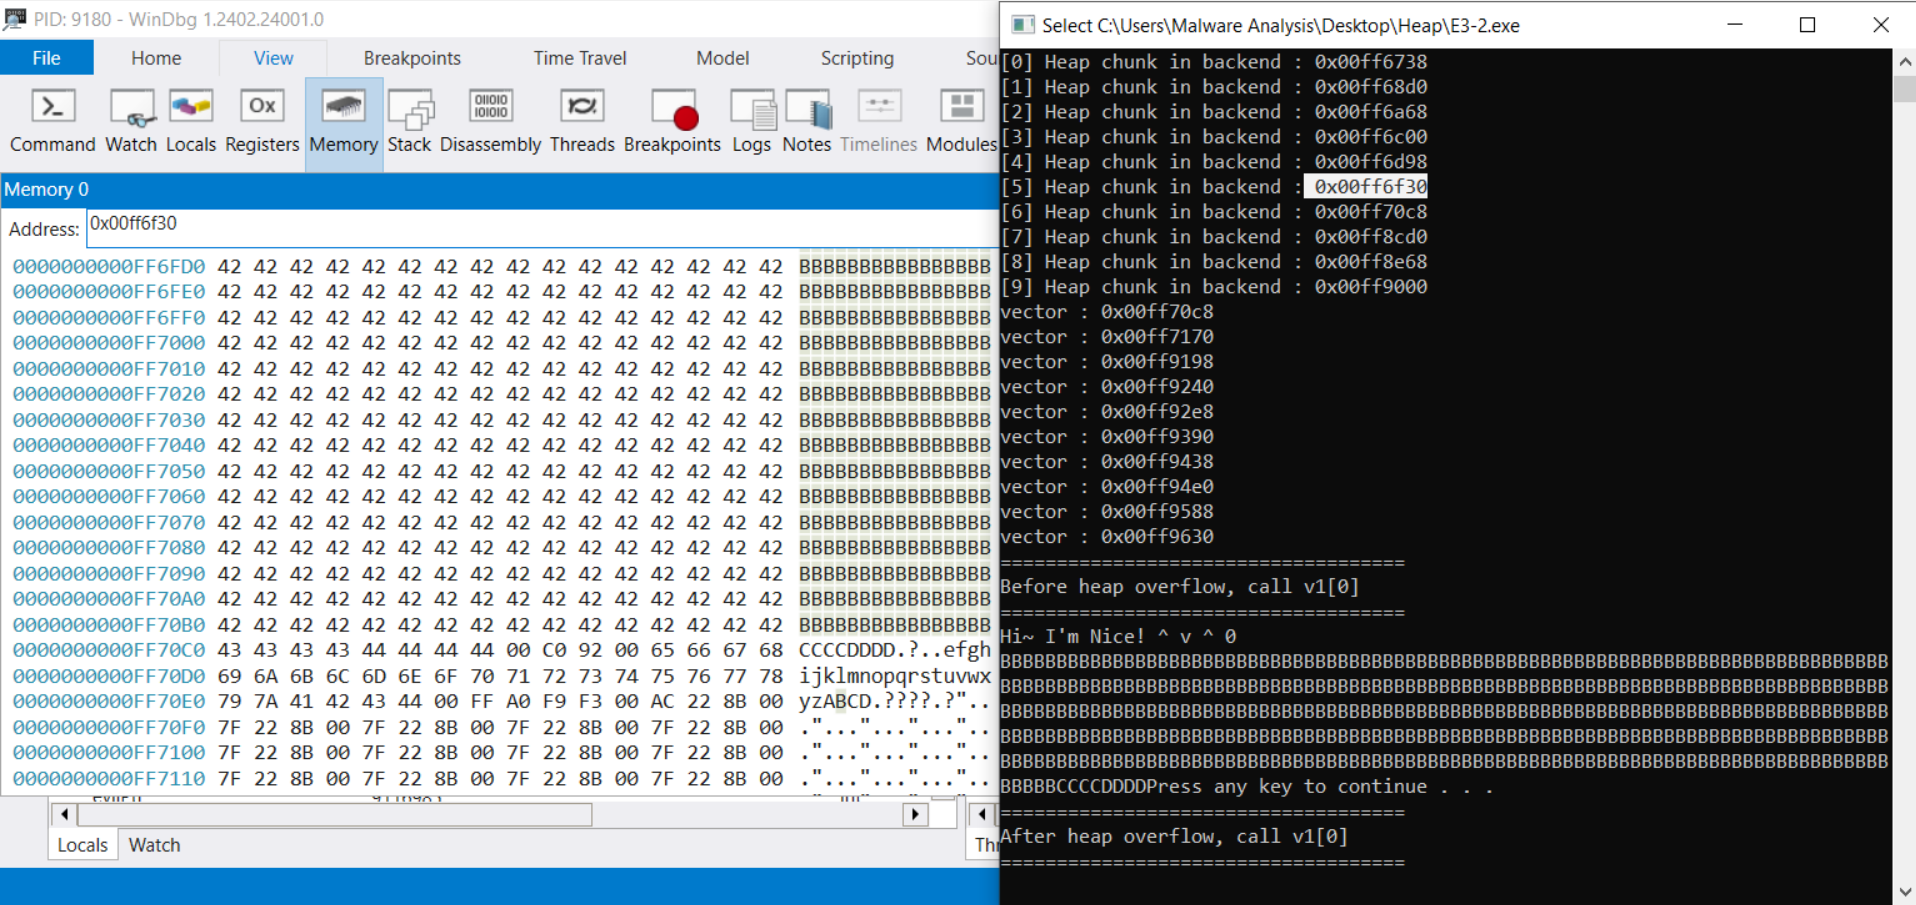 PID: 9180 - WinDbg 1.2402.24001.0
File Home View Breakpoints Time Travel Model Scripting Sou
Command Watch Locals Registers Memory Stack Disassembly Threads Breakpoints Logs Notes Timelines Modules
Memory 0
Address: 0x00ff6f30
0000000000FF6FD0 42 42 42 42 42 42 42 42 42 42 42 42 42 42 42 42 BBBBBBBBBBBBBBBB
0000000000FF6FE0 42 42 42 42 42 42 42 42 42 42 42 42 42 42 42 42 BBBBBBBBBBBBBBBB
0000000000FF6FF0 42 42 42 42 42 42 42 42 42 42 42 42 42 42 42 42 BBBBBBBBBBBBBBBB
0000000000FF7000 42 42 42 42 42 42 42 42 42 42 42 42 42 42 42 42 BBBBBBBBBBBBBBBB
0000000000FF7010 42 42 42 42 42 42 42 42 42 42 42 42 42 42 42 42 BBBBBBBBBBBBBBBB
0000000000FF7020 42 42 42 42 42 42 42 42 42 42 42 42 42 42 42 42 BBBBBBBBBBBBBBBB
0000000000FF7030 42 42 42 42 42 42 42 42 42 42 42 42 42 42 42 42 BBBBBBBBBBBBBBBB
0000000000FF7040 42 42 42 42 42 42 42 42 42 42 42 42 42 42 42 42 BBBBBBBBBBBBBBBB
0000000000FF7050 42 42 42 42 42 42 42 42 42 42 42 42 42 42 42 42 BBBBBBBBBBBBBBBB
0000000000FF7060 42 42 42 42 42 42 42 42 42 42 42 42 42 42 42 42 BBBBBBBBBBBBBBBB
0000000000FF7070 42 42 42 42 42 42 42 42 42 42 42 42 42 42 42 42 BBBBBBBBBBBBBBBB
0000000000FF7080 42 42 42 42 42 42 42 42 42 42 42 42 42 42 42 42 BBBBBBBBBBBBBBBB
0000000000FF7090 42 42 42 42 42 42 42 42 42 42 42 42 42 42 42 42 BBBBBBBBBBBBBBBB
0000000000FF70A0 42 42 42 42 42 42 42 42 42 42 42 42 42 42 42 42 BBBBBBBBBBBBBBBB
0000000000FF70B0 42 42 42 42 42 42 42 42 42 42 42 42 42 42 42 42 BBBBBBBBBBBBBBBB
0000000000FF70C0 43 43 43 43 44 44 44 44 00 C0 92 00 65 66 67 68 CCCCDDDD.?..efgh
0000000000FF70D0 69 6A 6B 6C 6D 6E 6F 70 71 72 73 74 75 76 77 78 ijklmnopqrstuvwx
0000000000FF70E0 79 7A 41 42 43 44 00 FF A0 F9 F3 00 AC 22 8B 00 yzABCD.????.?"..
0000000000FF70F0 7F 22 8B 00 7F 22 8B 00 7F 22 8B 00 7F 22 8B 00 ."..."..."..."..
0000000000FF7100 7F 22 8B 00 7F 22 8B 00 7F 22 8B 00 7F 22 8B 00 ."..."..."..."..
0000000000FF7110 7F 22 8B 00 7F 22 8B 00 7F 22 8B 00 7F 22 8B 00 ."..."..."..."..
Locals Watch
Select C:\Users\Malware Analysis\Desktop\Heap\E3-2.exe
[0] Heap chunk in backend : 0x00ff6738
[1] Heap chunk in backend : 0x00ff68d0
[2] Heap chunk in backend : 0x00ff6a68
[3] Heap chunk in backend : 0x00ff6c00
[4] Heap chunk in backend : 0x00ff6d98
[5] Heap chunk in backend : 0x00ff6f30
[6] Heap chunk in backend : 0x00ff70c8
[7] Heap chunk in backend : 0x00ff8cd0
[8] Heap chunk in backend : 0x00ff8e68
[9] Heap chunk in backend : 0x00ff9000
vector : 0x00ff70c8
vector : 0x00ff7170
vector : 0x00ff9198
vector : 0x00ff9240
vector : 0x00ff92e8
vector : 0x00ff9390
vector : 0x00ff9438
vector : 0x00ff94e0
vector : 0x00ff9588
vector : 0x00ff9630
====================================
Before heap overflow, call v1[0]
====================================
Hi~ I'm Nice! ^ v ^ 0
BBBBBBBBBBBBBBBBBBBBBBBBBBBBBBBBBBBBBBBBBBBBBBBBBBBBBBBBBBBBBBBBBBBBBBBBBBBBBBB
BBBBBBBBBBBBBBBBBBBBBBBBBBBBBBBBBBBBBBBBBBBBBBBBBBBBBBBBBBBBBBBBBBBBBBBBBBBBBBB
BBBBBBBBBBBBBBBBBBBBBBBBBBBBBBBBBBBBBBBBBBBBBBBBBBBBBBBBBBBBBBBBBBBBBBBBBBBBBBB
BBBBBBBBBBBBBBBBBBBBBBBBBBBBBBBBBBBBBBBBBBBBBBBBBBBBBBBBBBBBBBBBBBBBBBBBBBBBBBB
BBBBBBBBBBBBBBBBBBBBBBBBBBBBBBBBBBBBBBBBBBBBBBBBBBBBBBBBBBBBBBBBBBBBBBBBBBBBBBB
BBBBBCCCCDDDDPress any key to continue . . .
====================================
After heap overflow, call v1[0]
====================================